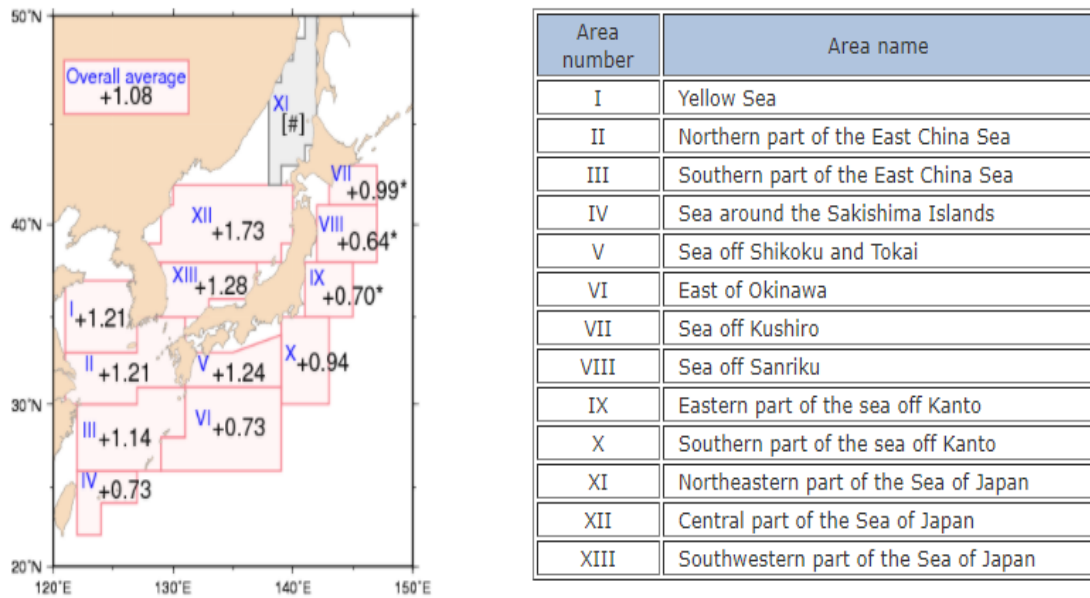 50°N
Overall average
+1.08
XI
[#]
VII
+0.99*
40°N
XII
+1.73
VIII
+0.64*
XIII
+1.28
IX
+0.70*
I
+1.21
II
+1.21
V
+1.24
X
+0.94
30°N
III
+1.14
VI
+0.73
IV
+0.73
20°N
120°E
130°E
140°E
150°E
Area number
Area name
I Yellow Sea
II Northern part of the East China Sea
III Southern part of the East China Sea
IV Sea around the Sakishima Islands
V Sea off Shikoku and Tokai
VI East of Okinawa
VII Sea off Kushiro
VIII Sea off Sanriku
IX Eastern part of the sea off Kanto
X Southern part of the sea off Kanto
XI Northeastern part of the Sea of Japan
XII Central part of the Sea of Japan
XIII Southwestern part of the Sea of Japan